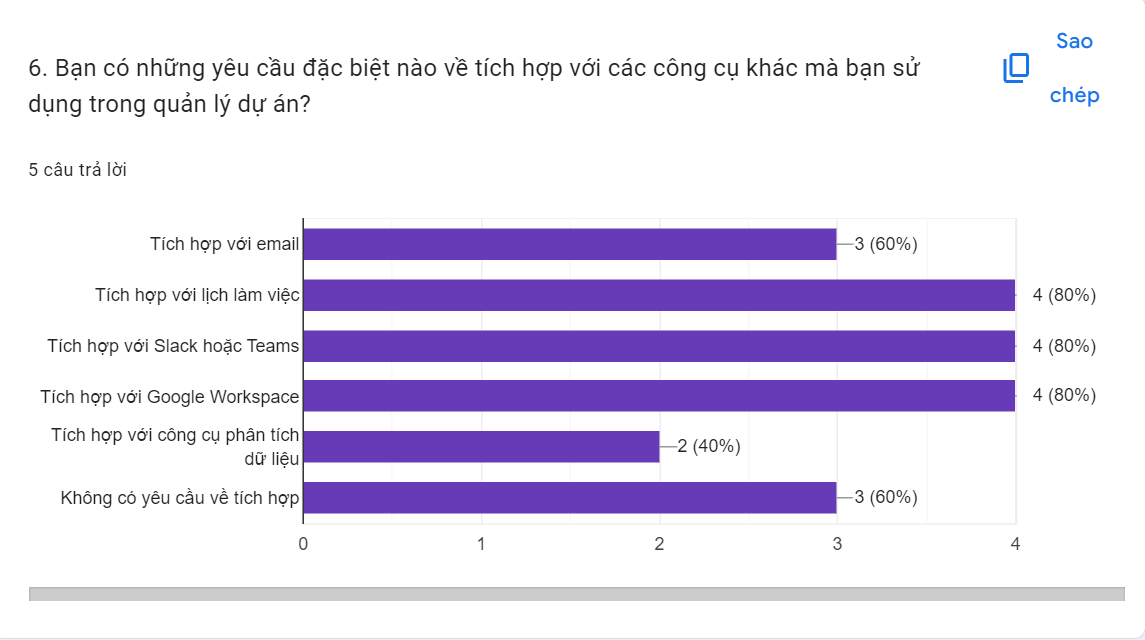 6. Bạn có những yêu cầu đặc biệt nào về tích hợp với các công cụ khác mà bạn sử
dụng trong quản lý dự án?
Sao
chép
5 câu trả lời
Tích hợp với email
3 (60%)
Tích hợp với lịch làm việc
4 (80%)
Tích hợp với Slack hoặc Teams
4 (80%)
Tích hợp với Google Workspace
4 (80%)
Tích hợp với công cụ phân tích
dữ liệu
2 (40%)
Không có yêu cầu về tích hợp
3 (60%)
0 1 2 3 4